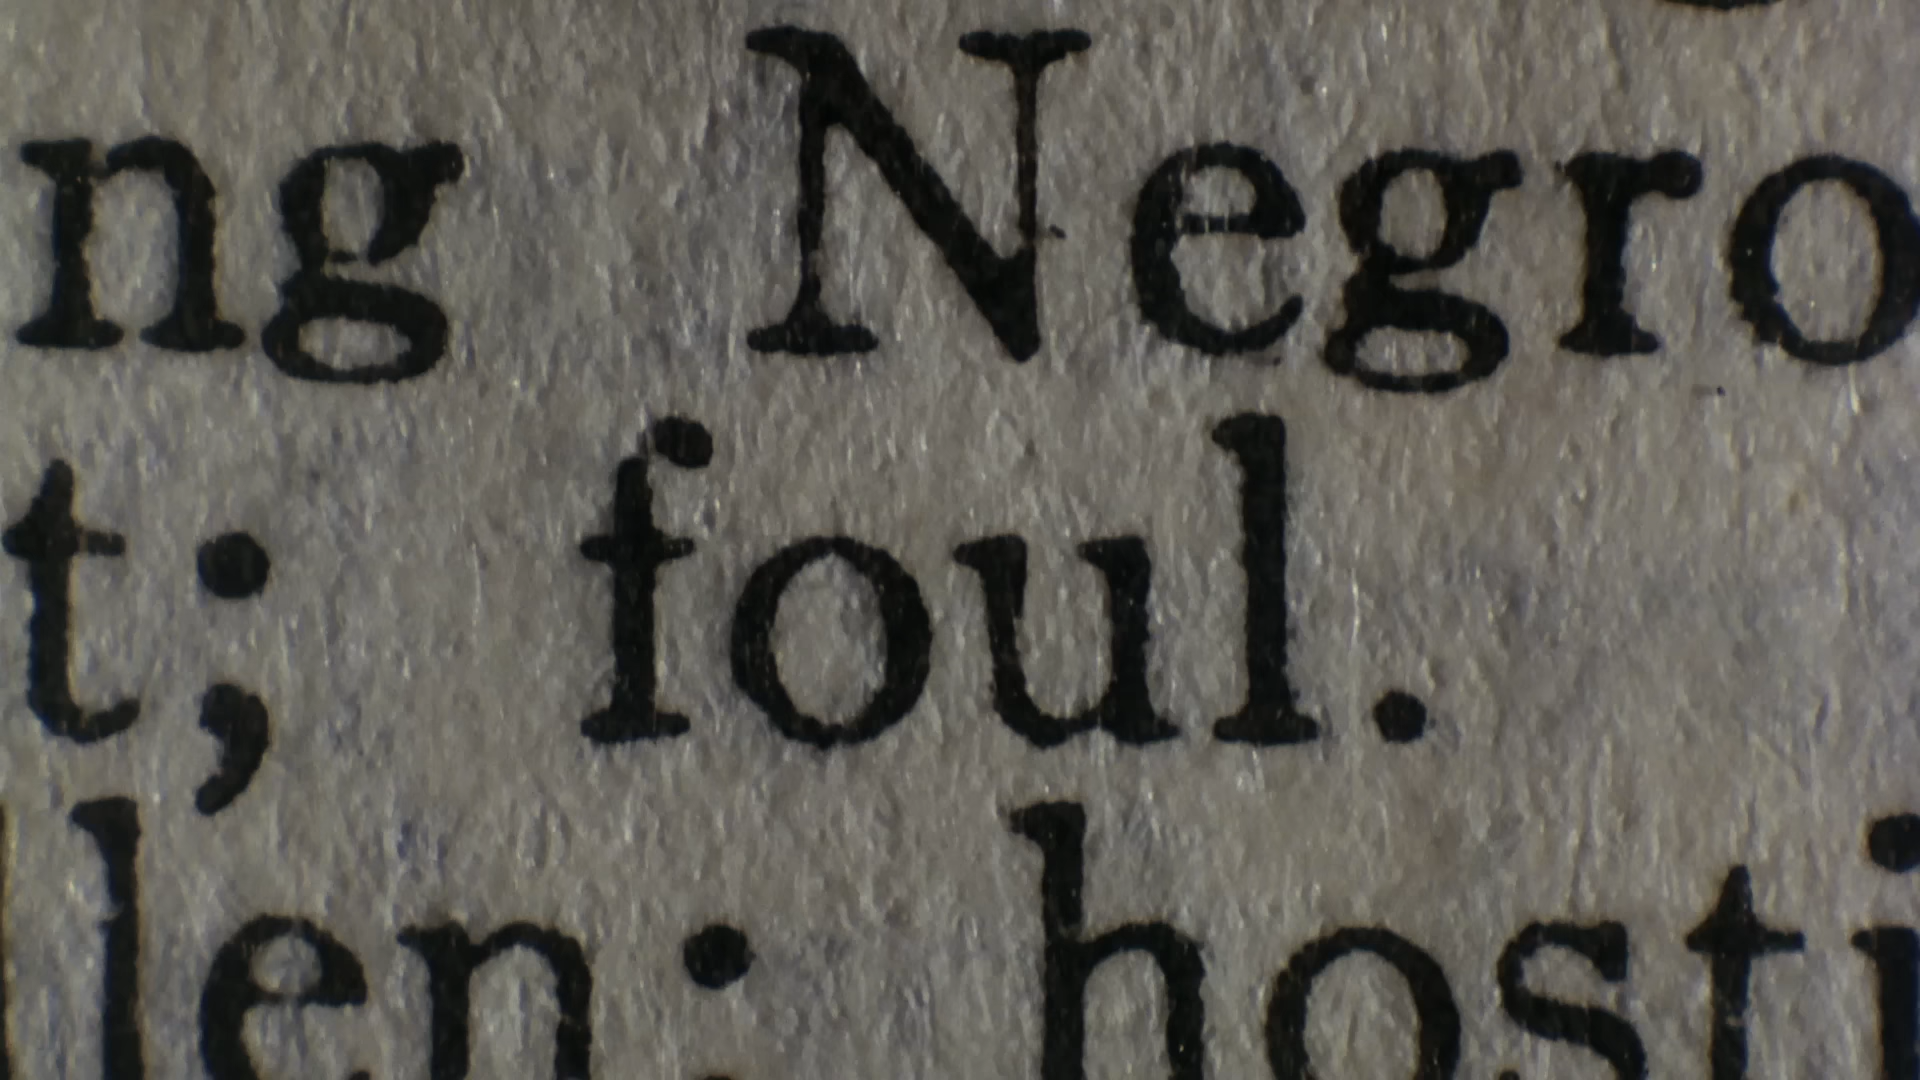 ng Negro
t; foul.
len; hosti